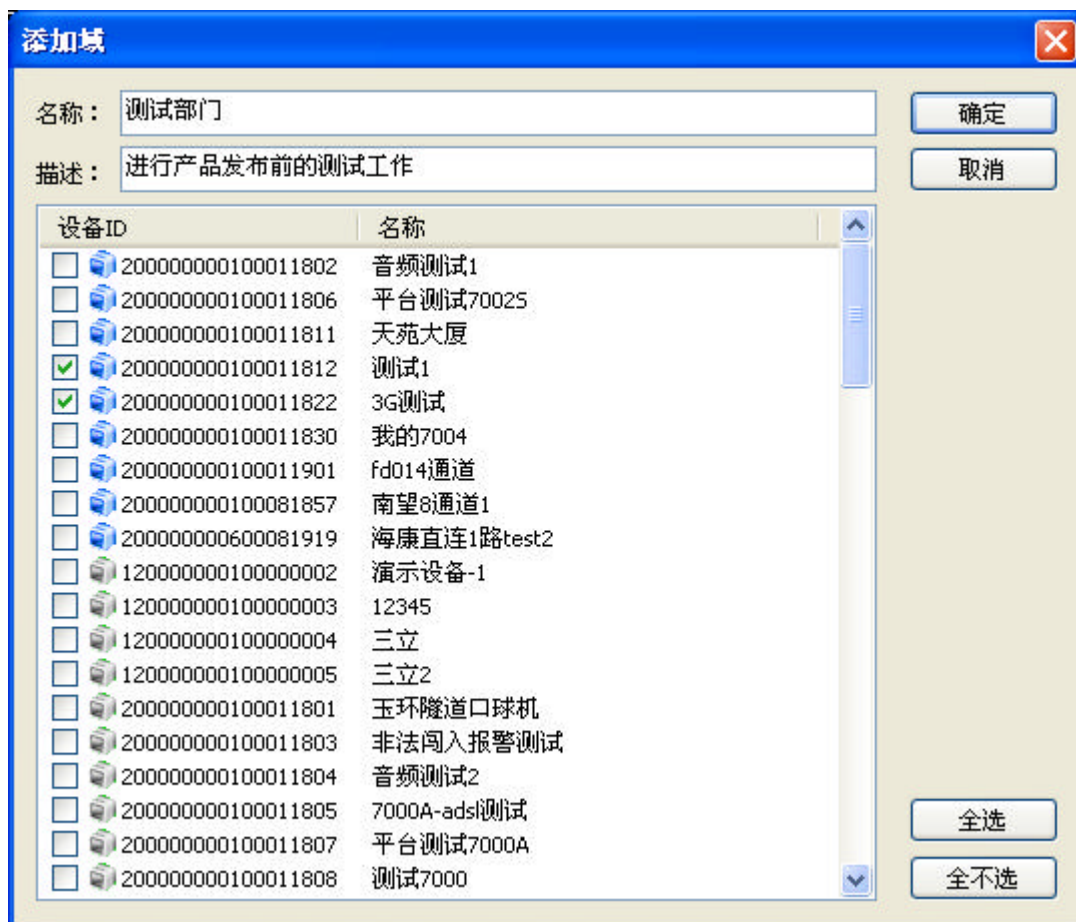 添加域
名称： 测试部门 确定
描述： 进行产品发布前的测试工作 取消
设备ID 名称
200000000100011802 音频测试1
200000000100011806 平台测试7002S
200000000100011811 天苑大厦
200000000100011812 测试1
200000000100011822 3G测试
200000000100011830 我的7004
200000000100011901 fd014通道
200000000100081857 南望8通道1
200000000600081919 海康直连1路test2
120000000100000002 演示设备-1
120000000100000003 12345
120000000100000004 三立
120000000100000005 三立2
200000000100011801 玉环隧道口球机
200000000100011803 非法闯入报警测试
200000000100011804 音频测试2
200000000100011805 7000A-adsl测试
200000000100011807 平台测试7000A
200000000100011808 测试7000
全选
全不选